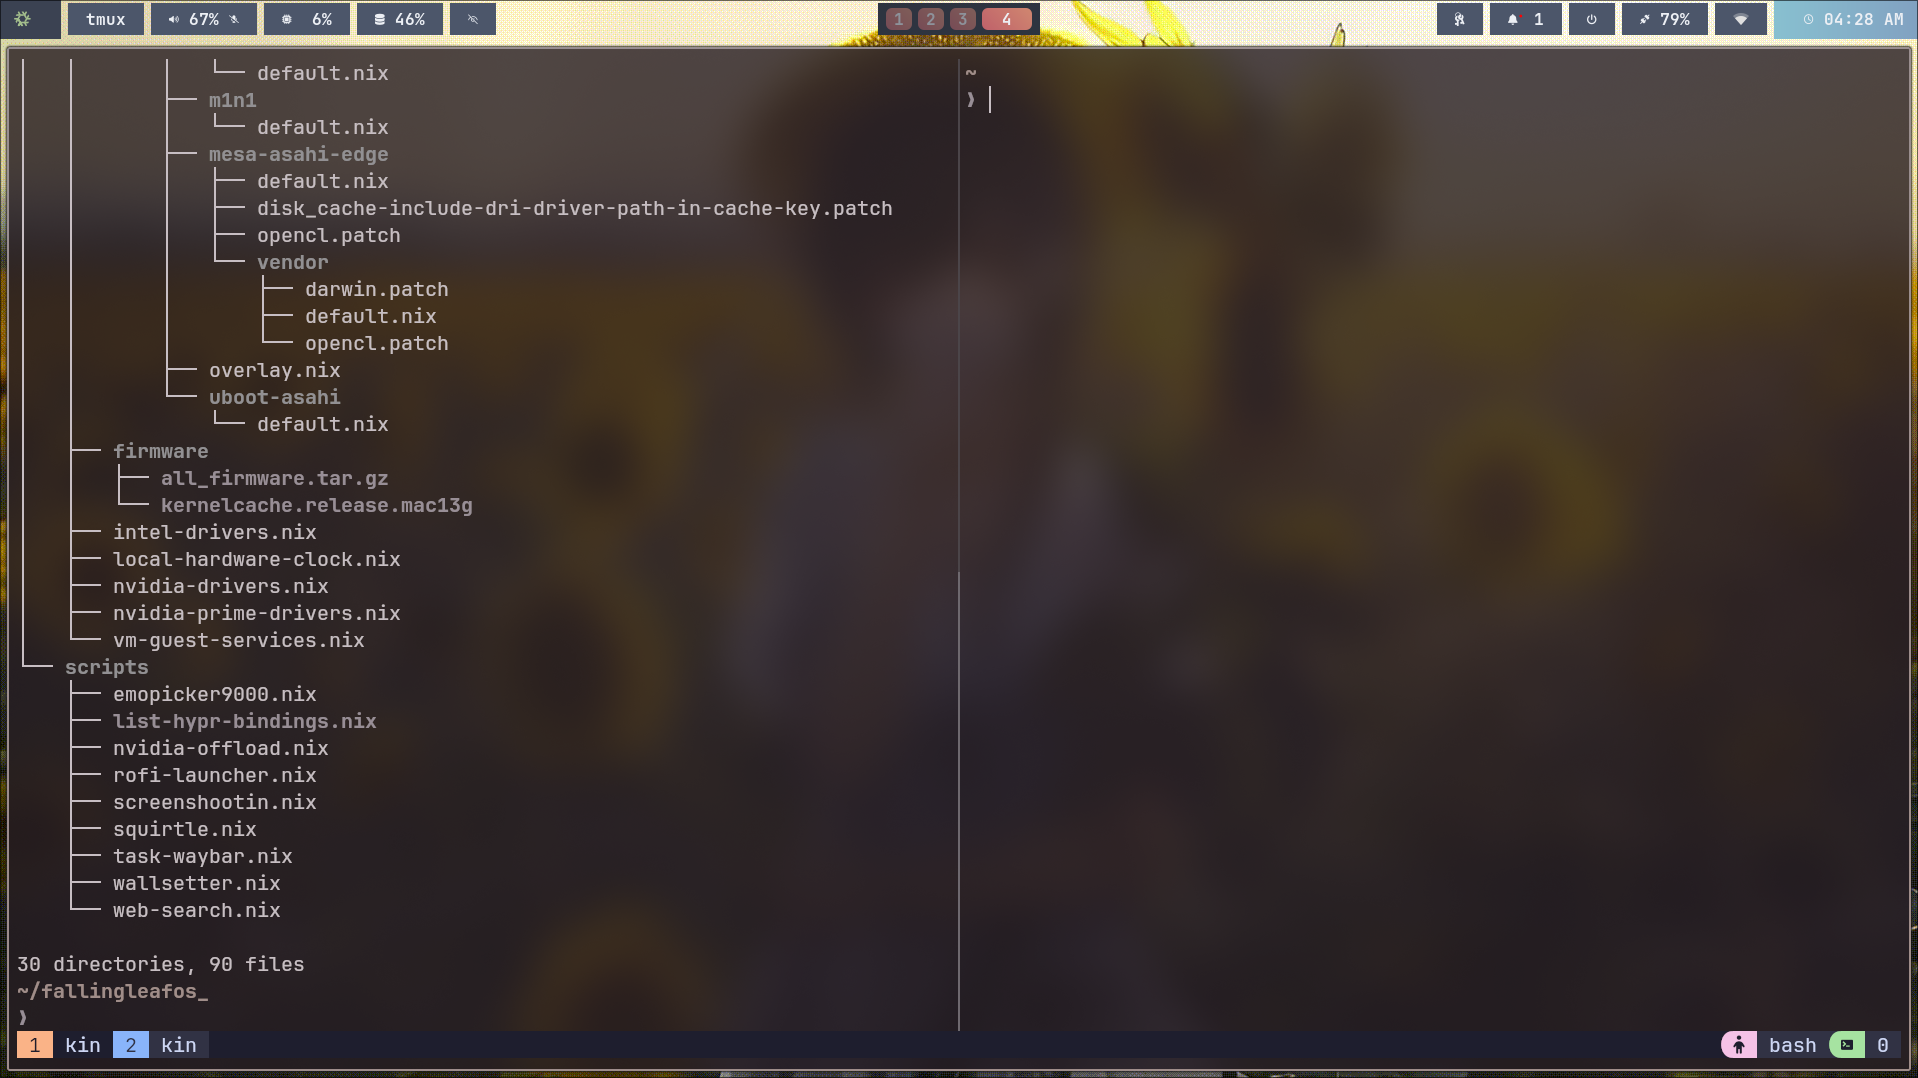 tmux 67% 6% 46% 1 2 3 4 1 79% 04:28 AM
default.nix
m1n1
default.nix
mesa-asahi-edge
default.nix
disk_cache-include-dri-driver-path-in-cache-key.patch
opencl.patch
vendor
darwin.patch
default.nix
opencl.patch
overlay.nix
uboot-asahi
default.nix
firmware
all_firmware.tar.gz
kernelcache.release.mac13g
intel-drivers.nix
local-hardware-clock.nix
nvidia-drivers.nix
nvidia-prime-drivers.nix
vm-guest-services.nix
scripts
emopicker9000.nix
list-hypr-bindings.nix
nvidia-offload.nix
rofi-launcher.nix
screenshootin.nix
squirtle.nix
task-waybar.nix
wallsetter.nix
web-search.nix
30 directories, 90 files
~/fallingleafos_
❯
~
❯
1 kin 2 kin bash 0